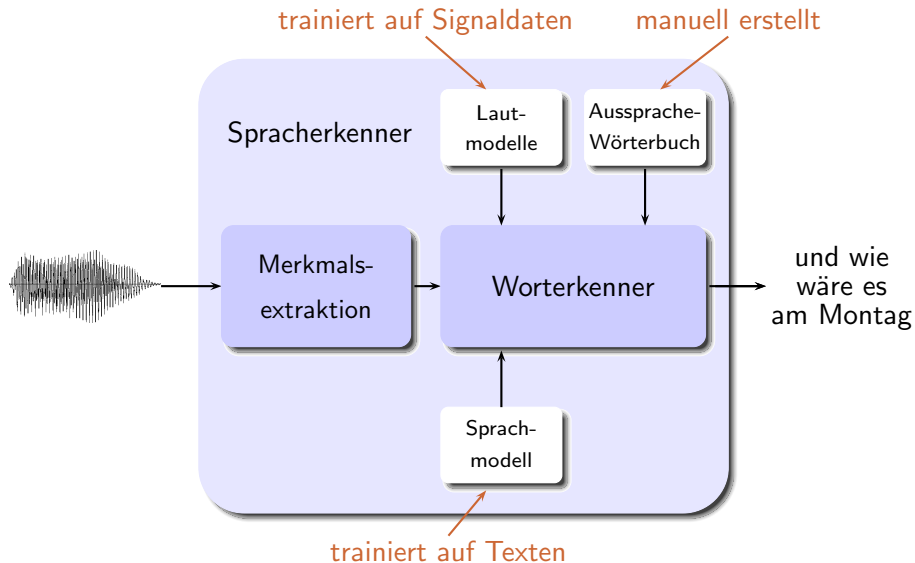 trainiert auf Signaldaten
manuell erstellt
Spracherkenner
Laut-
modelle
Aussprache-
Wörterbuch
Merkmals-
extraktion
Worterkenner
und wie
wäre es
am Montag
Sprach-
modell
trainiert auf Texten